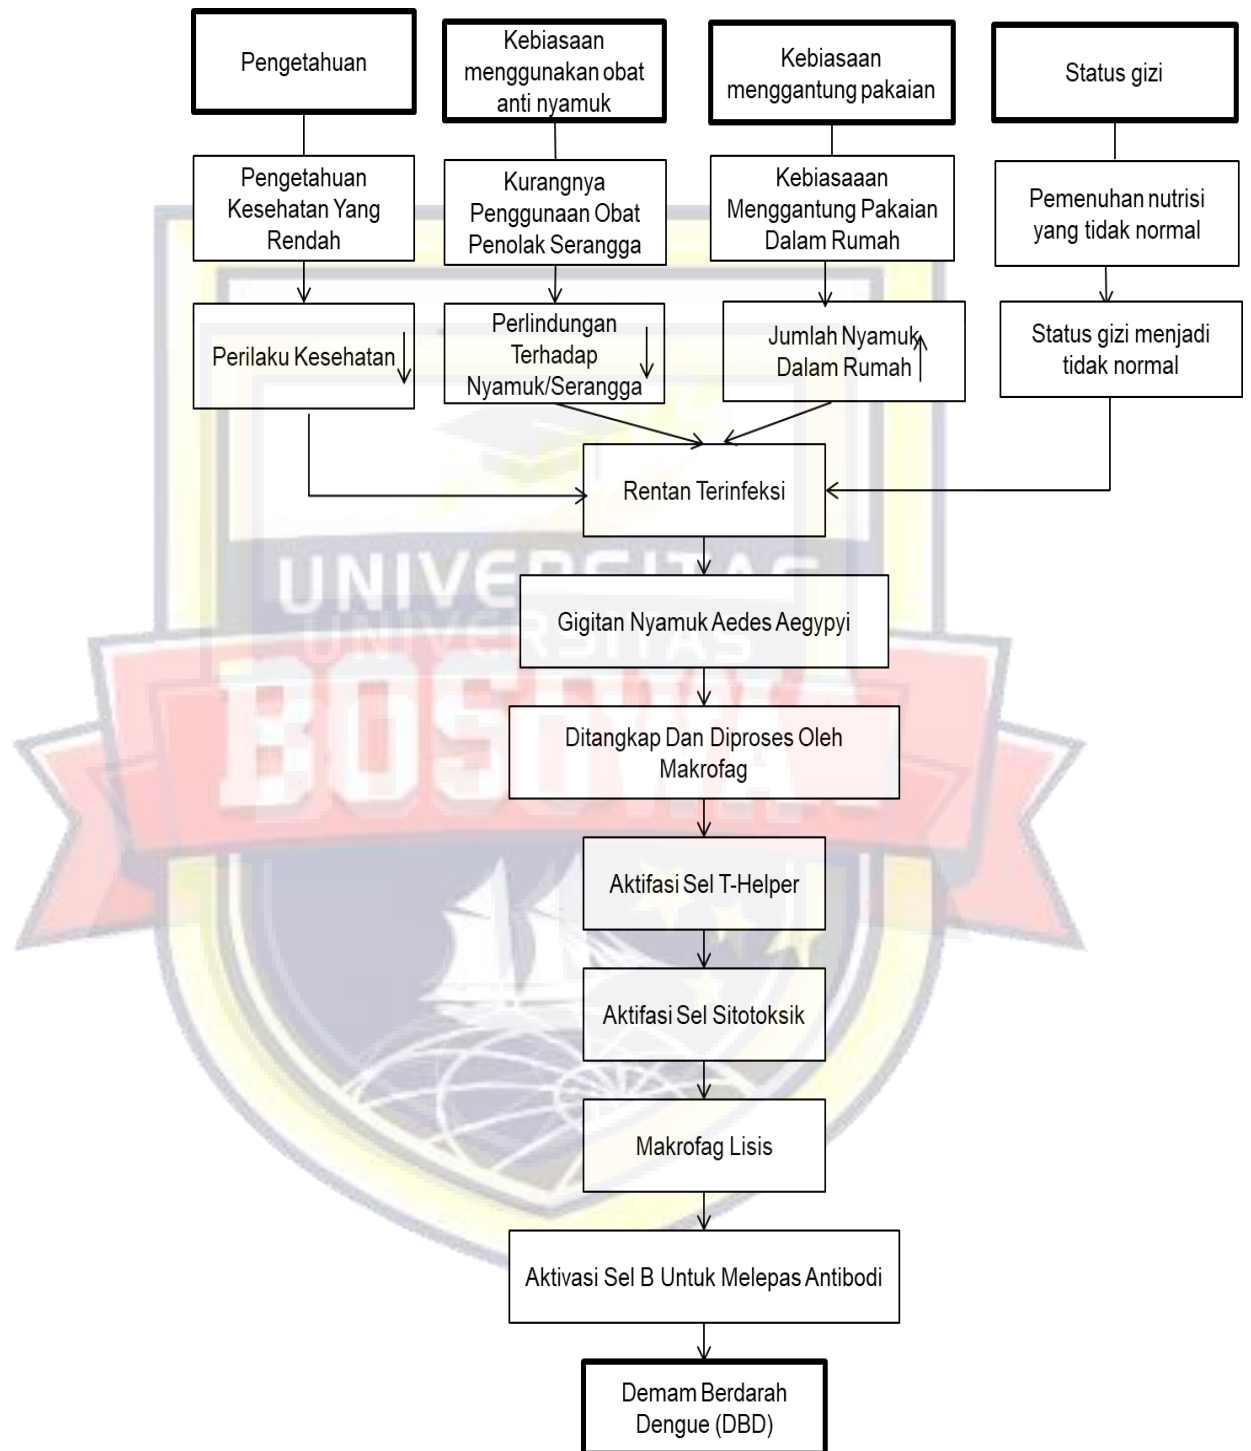 Pengetahuan
Kebiasaan
menggunakan obat
anti nyamuk
Kebiasaan
menggantung pakaian
Status gizi
Pengetahuan
Kesehatan Yang
Rendah
Kurangnya
Penggunaan Obat
Penolak Serangga
Kebiasaaan
Menggantung Pakaian
Dalam Rumah
Pemenuhan nutrisi
yang tidak normal
Perilaku Kesehatan
Perlindungan
Terhadap
Nyamuk/Serangga
Jumlah Nyamuk
Dalam Rumah
Status gizi menjadi
tidak normal
Rentan Terinfeksi
UNIVERSITAS
Gigitan Nyamuk Aedes Aegypyi
UNIVERSITAS
BOSOWA
Ditangkap Dan Diproses Oleh
Makrofag
Aktifasi Sel T-Helper
Aktifasi Sel Sitotoksik
Makrofag Lisis
Aktivasi Sel B Untuk Melepas Antibodi
Demam Berdarah
Dengue (DBD)